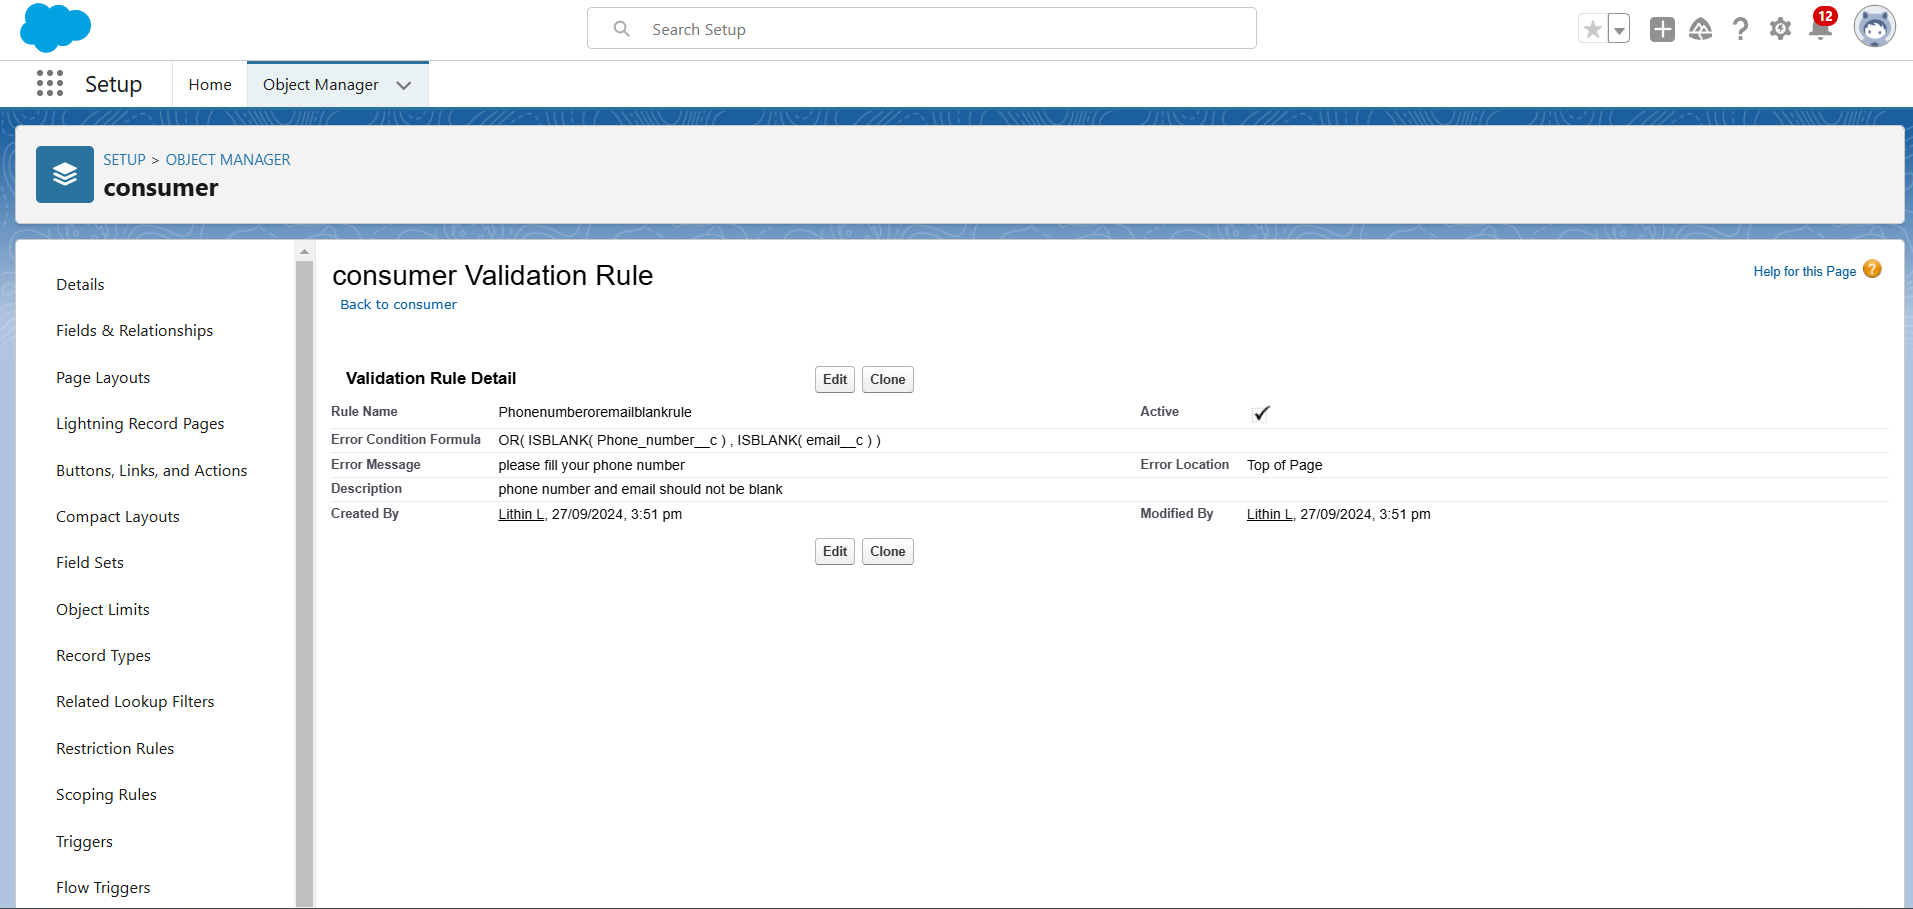 Search Setup
12
Setup
Home
Object Manager
SETUP > OBJECT MANAGER
consumer
Details
Fields & Relationships
Page Layouts
Lightning Record Pages
Buttons, Links, and Actions
Compact Layouts
Field Sets
Object Limits
Record Types
Related Lookup Filters
Restriction Rules
Scoping Rules
Triggers
Flow Triggers
consumer Validation Rule
Help for this Page ?
Back to consumer
Validation Rule Detail
Edit Clone
Rule Name Phonenumberoremailblankrule Active
Error Condition Formula OR( ISBLANK( Phone_number__c ) , ISBLANK( email__c ) )
Error Message please fill your phone number Error Location Top of Page
Description phone number and email should not be blank
Created By Lithin L, 27/09/2024, 3:51 pm Modified By Lithin L, 27/09/2024, 3:51 pm
Edit Clone